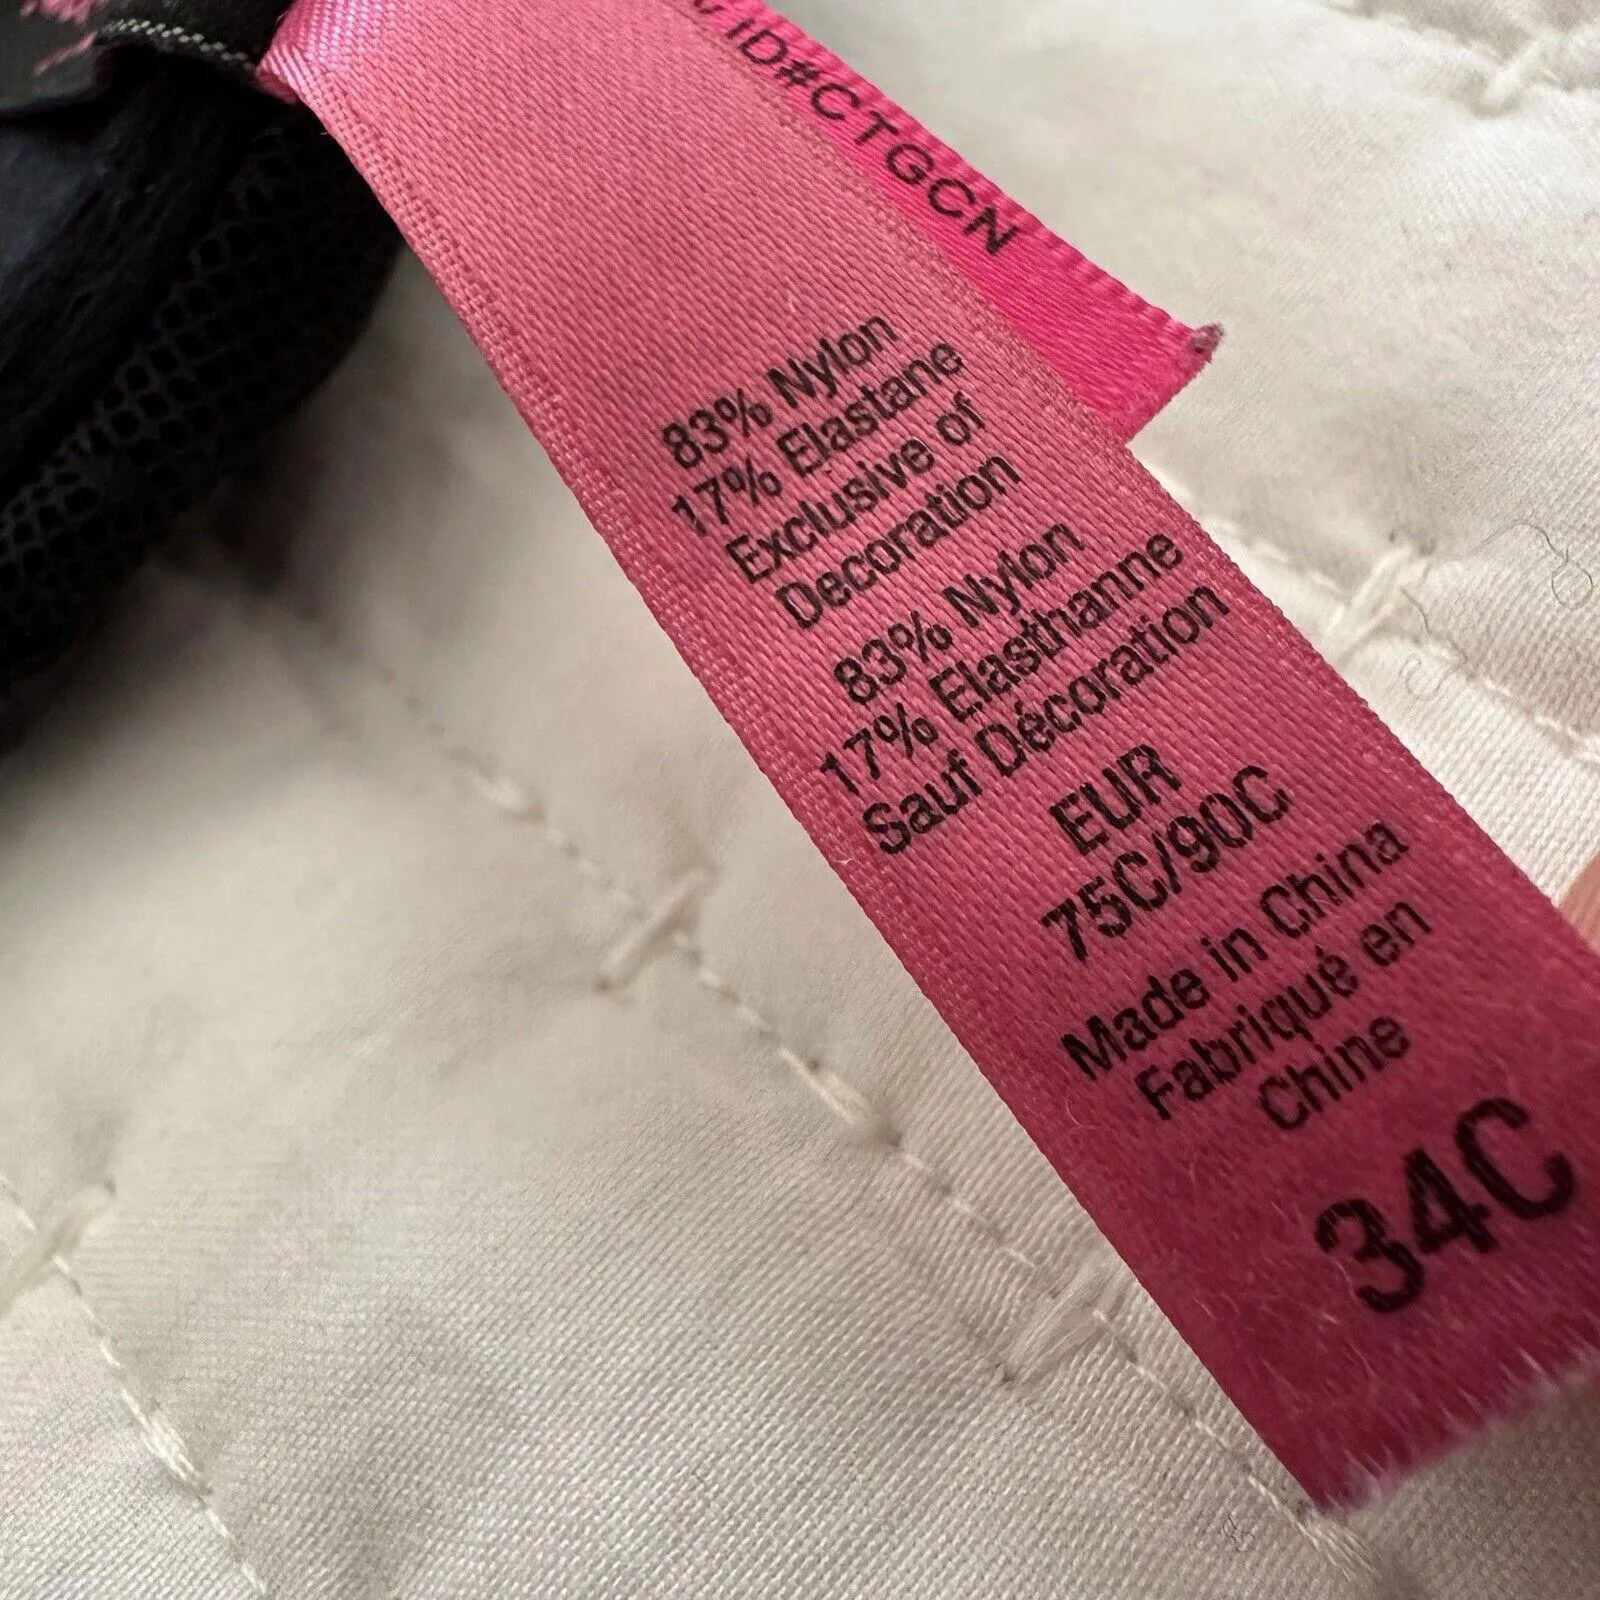 ID#CTGCN
83% Nylon
17% Elastane
Exclusive of
Decoration
83% Nylon
17% Elasthanne
Sauf Décoration
EUR
75C/90C
Made in China
Fabriqué en
Chine
34C